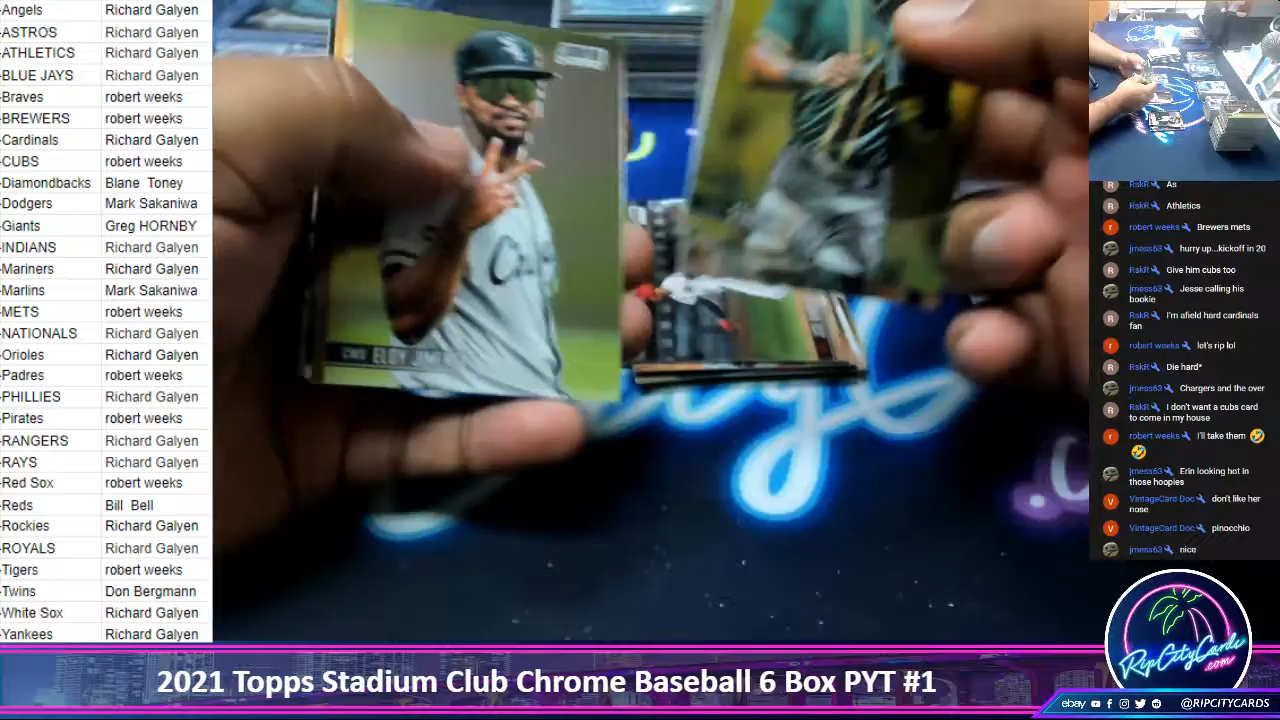 -Angels Richard Galyen
-ASTROS Richard Galyen
-ATHLETICS Richard Galyen
-BLUE JAYS Richard Galyen
-Braves robert weeks
-BREWERS robert weeks
-Cardinals Richard Galyen
-CUBS robert weeks
-Diamondbacks Blane Toney
-Dodgers Mark Sakaniwa
-Giants Greg HORNBY
-INDIANS Richard Galyen
-Mariners Richard Galyen
-Marlins Mark Sakaniwa
-METS robert weeks
-NATIONALS Richard Galyen
-Orioles Richard Galyen
-Padres robert weeks
-PHILLIES Richard Galyen
-Pirates robert weeks
-RANGERS Richard Galyen
-RAYS Richard Galyen
-Red Sox robert weeks
-Reds Bill Bell
-Rockies Richard Galyen
-ROYALS Richard Galyen
-Tigers robert weeks
-Twins Don Bergmann
-White Sox Richard Galyen
-Yankees Richard Galyen
RskR As
RskR Athletics
robert weeks Brewers mets
jmess63 hurry up...kickoff in 20
RskR Give him cubs too
jmess63 Jesse calling his
bookie
RskR I'm afield hard cardinals
fan
robert weeks let's rip lol
RskR Die hard*
jmess63 Chargers and the over
RskR I don't want a cubs card
to come in my house
robert weeks I'll take them 🤣
🤣
jmess63 Erin looking hot in
those hoopies
VintageCard Doc don't like her
nose
VintageCard Doc pinocchio
jmess63 nice
RipCityCards
.com
2021 Topps Stadium Club Chrome Baseball 6 Box PYT #1
ebay @RIPCITYCARDS